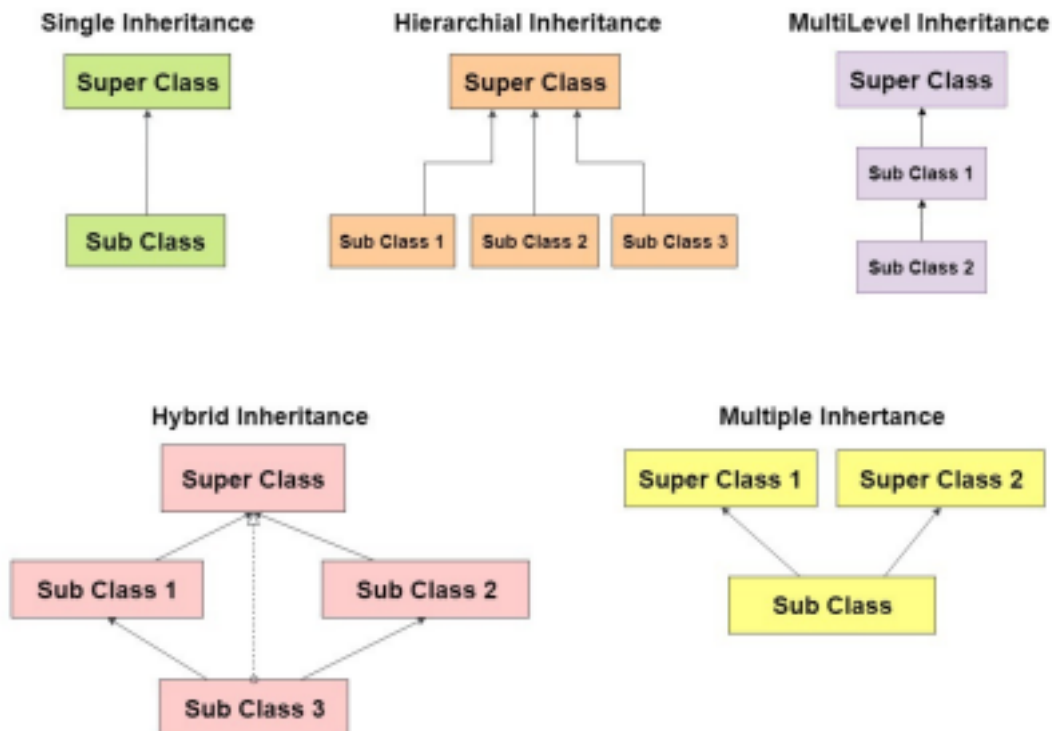 Single Inheritance
Super Class
Sub Class
Hierarchial Inheritance
Super Class
Sub Class 1
Sub Class 2
Sub Class 3
MultiLevel Inheritance
Super Class
Sub Class 1
Sub Class 2
Hybrid Inheritance
Super Class
Sub Class 1
Sub Class 2
Sub Class 3
Multiple Inhertance
Super Class 1
Super Class 2
Sub Class